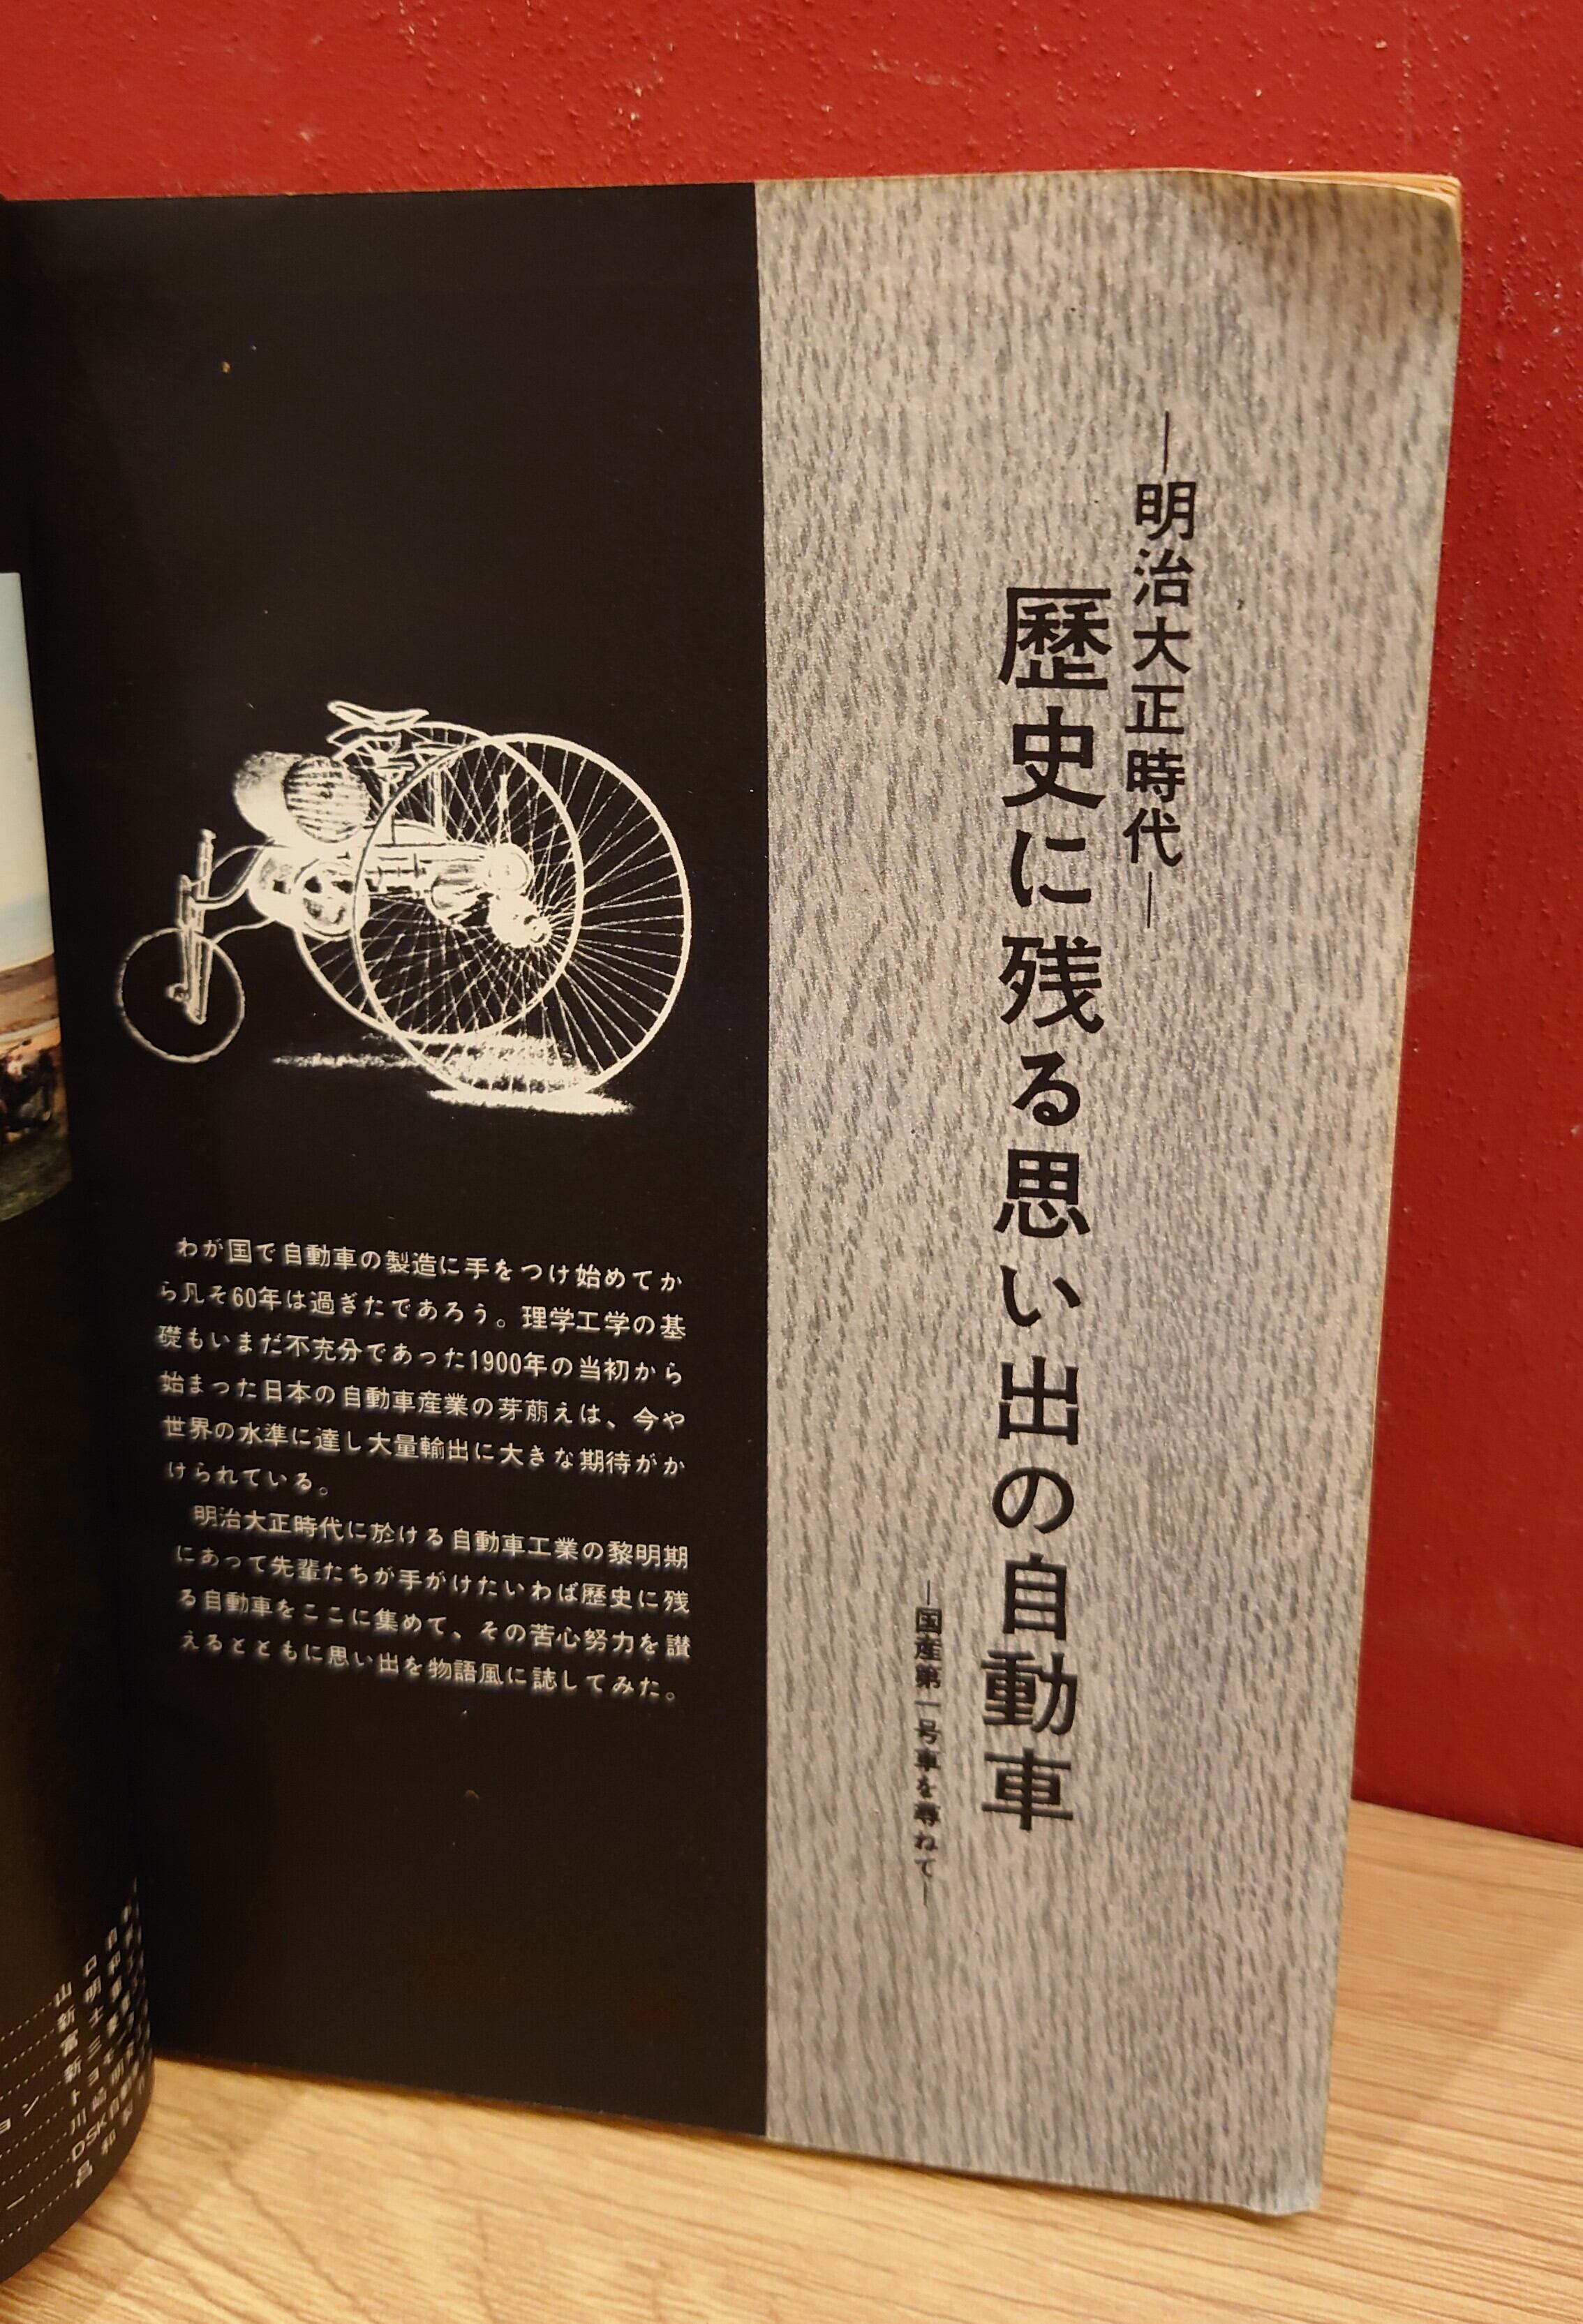 —明治大正時代—
歴史に残る思い出の自動車
—国産第一号車を尋ねて—
わが国で自動車の製造に手をつけ始めてか
ら凡そ60年は過ぎたであろう。理学工学の基
礎もいまだ不充分であった1900年の当初から
始まった日本の自動車産業の芽萠えは、今や
世界の水準に達し大量輸出に大きな期待がか
けられている。
明治大正時代に於ける自動車工業の黎明期
にあって先輩たちが手がけたいわば歴史に残
る自動車をここに集めて、その苦心努力を讃
えるとともに思い出を物語風に誌してみた。